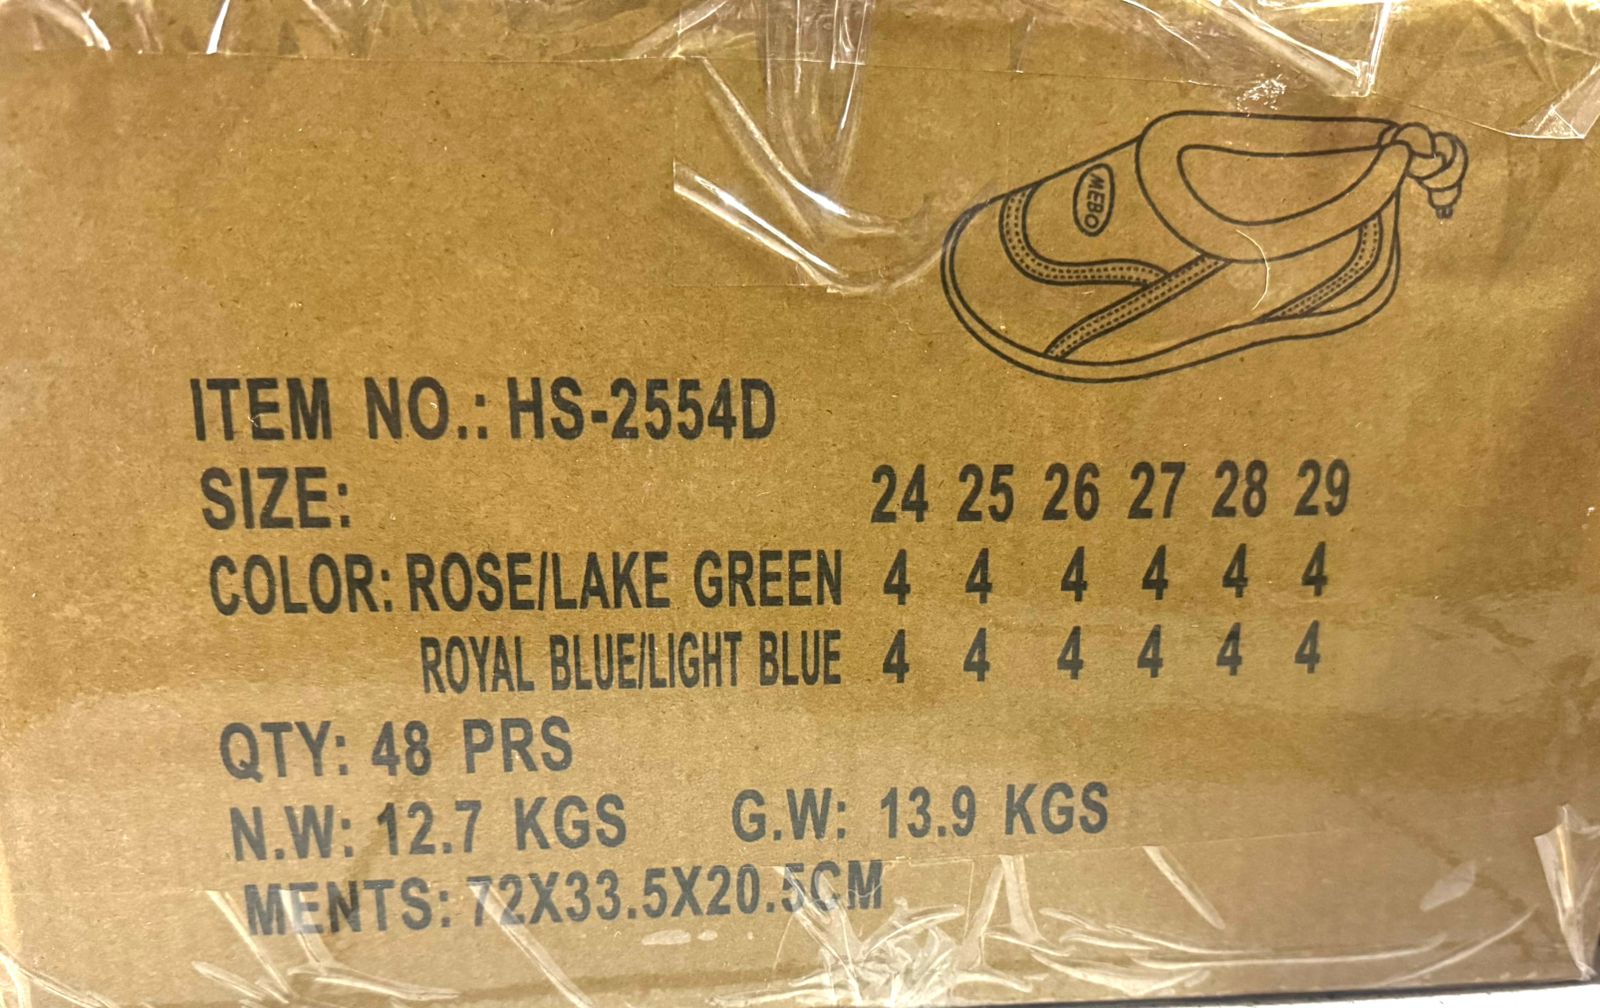 MEBO
ITEM NO.: HS-2554D
SIZE: 24 25 26 27 28 29
COLOR: ROSE/LAKE GREEN 4 4 4 4 4 4
ROYAL BLUE/LIGHT BLUE 4 4 4 4 4 4
QTY: 48 PRS
N.W: 12.7 KGS G.W: 13.9 KGS
MENTS: 72X33.5X20.5CM